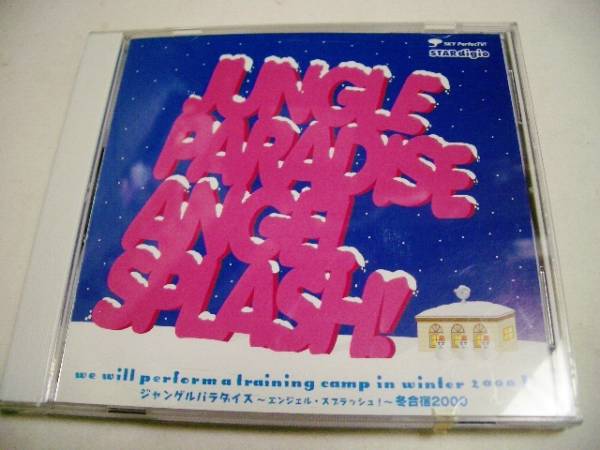 SKY PerfecTV!
STARdigio
JUNGLE
PARADISE
ANGEL
SPLASH!
we will perform a training camp in winter 2000!
ジャングルパラダイス ～エンジェル・スプラッシュ!～ 冬合宿2000